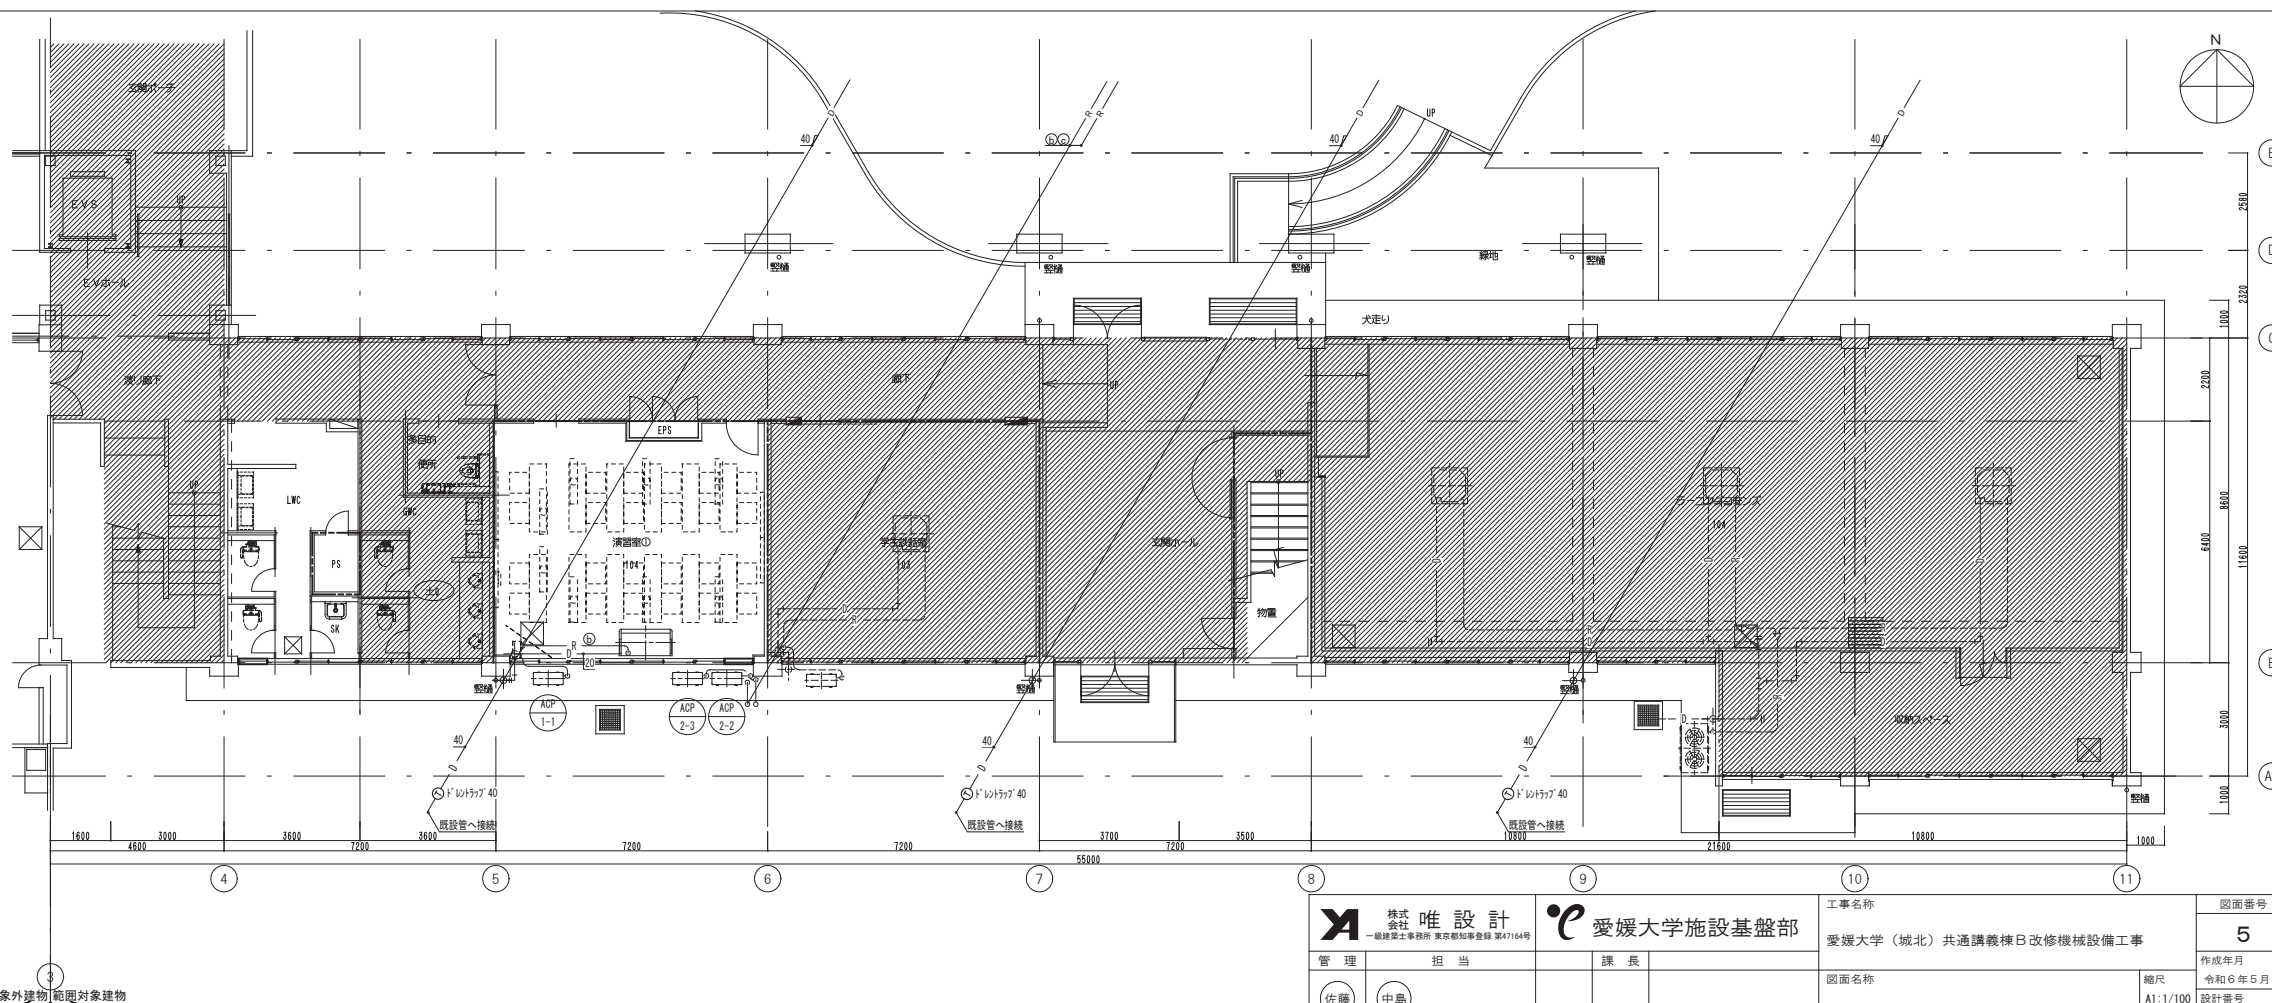 N
玄関ポーチ
UP
40
ⓑⓒ
40
40
D
R
R
D
D
EVS
UP
EVホール
竪樋
竪樋
竪樋
竪樋
緑地
犬走り
2580
2320
1000
渡り廊下
廊下
UP
EPS
多目的
便所
UP
LWC
GWC
PS
SK
演習室①
104
103
玄関ホール
UP
物置
104
2200
8600
6400
11600
3000
1000
R
ⓑ
D
20
竪樋
竪樋
竪樋
ACP
1-1
ACP
2-3
ACP
2-2
収納スペース
40
40
40
D
D
D
ドレントラップ40
ドレントラップ40
ドレントラップ40
既設管へ接続
既設管へ接続
既設管へ接続
竪樋
1600
3000
3600
3600
3700
3500
10800
10800
4600
7200
7200
7200
7200
21600
1000
55000
4
5
6
7
8
9
10
11
3
象外建物
範囲対象建物
株式会社 唯設計
一級建築士事務所 東京都知事登録 第47164号
愛媛大学施設基盤部
工事名称
愛媛大学（城北）共通講義棟B改修機械設備工事
図面番号
5
管理
担当
課長
図面名称
縮尺
A1:1/100
作成年月
令和6年5月
設計番号
佐藤
中島